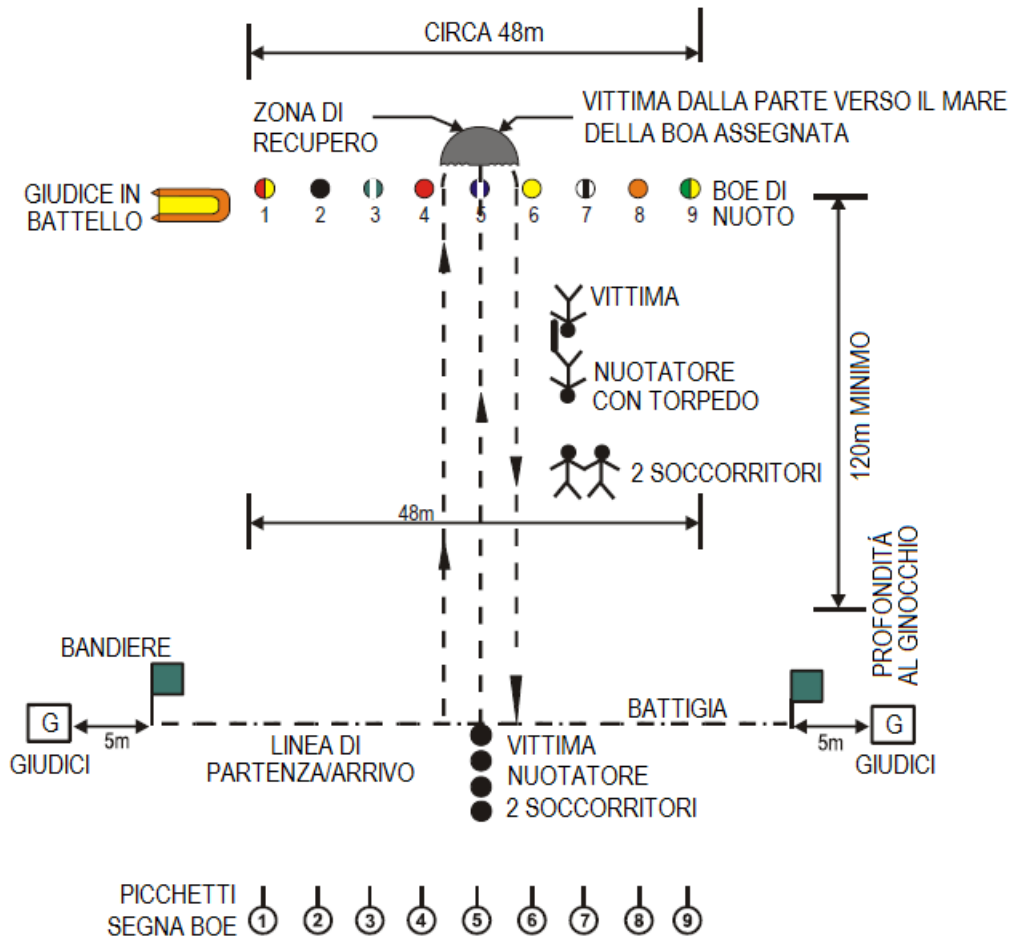 CIRCA 48m
ZONA DI
RECUPERO
VITTIMA DALLA PARTE VERSO IL MARE
DELLA BOA ASSEGNATA
GIUDICE IN
BATTELLO
1 2 3 4 5 6 7 8 9
BOE DI
NUOTO
VITTIMA
NUOTATORE
CON TORPEDO
2 SOCCORRITORI
120m MINIMO
48m
PROFONDITÁ
AL GINOCCHIO
BANDIERE
BATTIGIA
G
5m
GIUDICI
LINEA DI
PARTENZA/ARRIVO
VITTIMA
NUOTATORE
2 SOCCORRITORI
5m
G
GIUDICI
PICCHETTI
SEGNA BOE
1 2 3 4 5 6 7 8 9